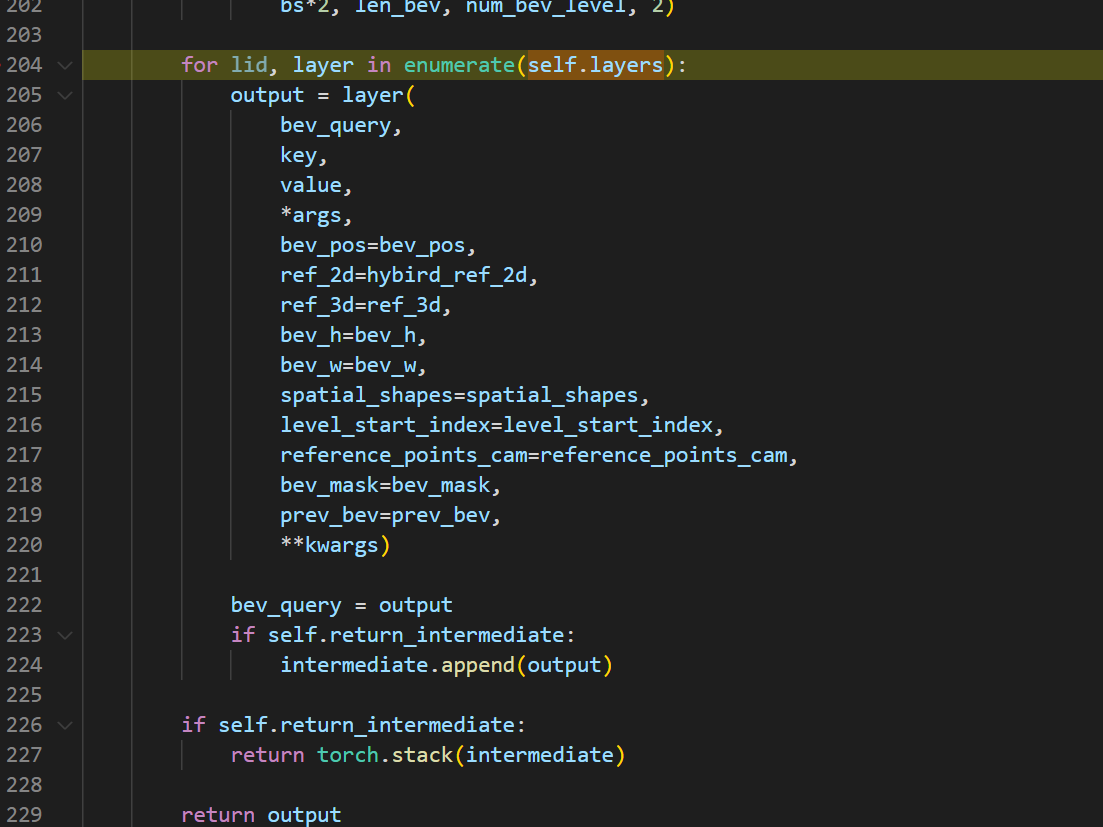 202                     bs*2, len_bev, num_bev_level, 2)
203
204         for lid, layer in enumerate(self.layers):
205             output = layer(
206                 bev_query,
207                 key,
208                 value,
209                 *args,
210                 bev_pos=bev_pos,
211                 ref_2d=hybird_ref_2d,
212                 ref_3d=ref_3d,
213                 bev_h=bev_h,
214                 bev_w=bev_w,
215                 spatial_shapes=spatial_shapes,
216                 level_start_index=level_start_index,
217                 reference_points_cam=reference_points_cam,
218                 bev_mask=bev_mask,
219                 prev_bev=prev_bev,
220                 **kwargs)
221
222             bev_query = output
223             if self.return_intermediate:
224                 intermediate.append(output)
225
226         if self.return_intermediate:
227             return torch.stack(intermediate)
228
229         return output